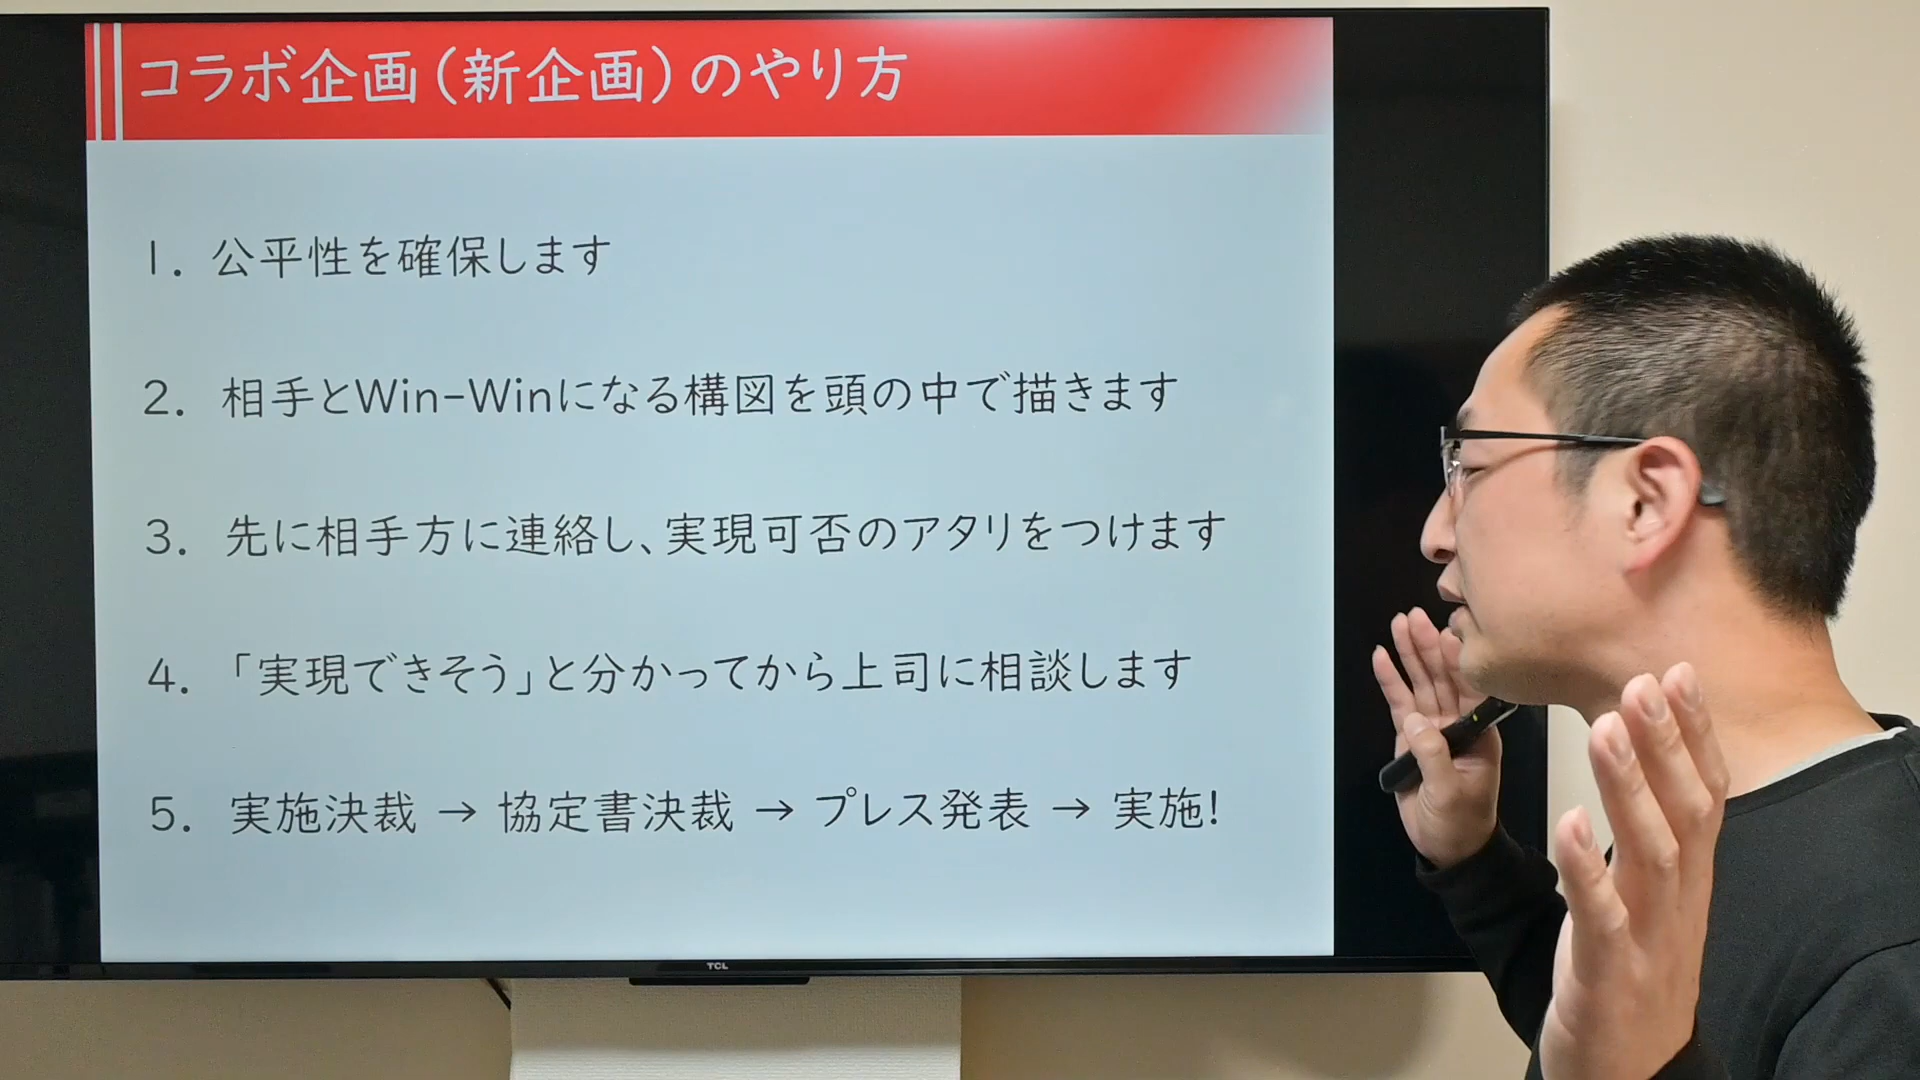 コラボ企画(新企画)のやり方
1. 公平性を確保します
2. 相手とWin-Winになる構図を頭の中で描きます
3. 先に相手方に連絡し、実現可否のアタリをつけます
4. 「実現できそう」と分かってから上司に相談します
5. 実施決裁 → 協定書決裁 → プレス発表 → 実施!
TCL